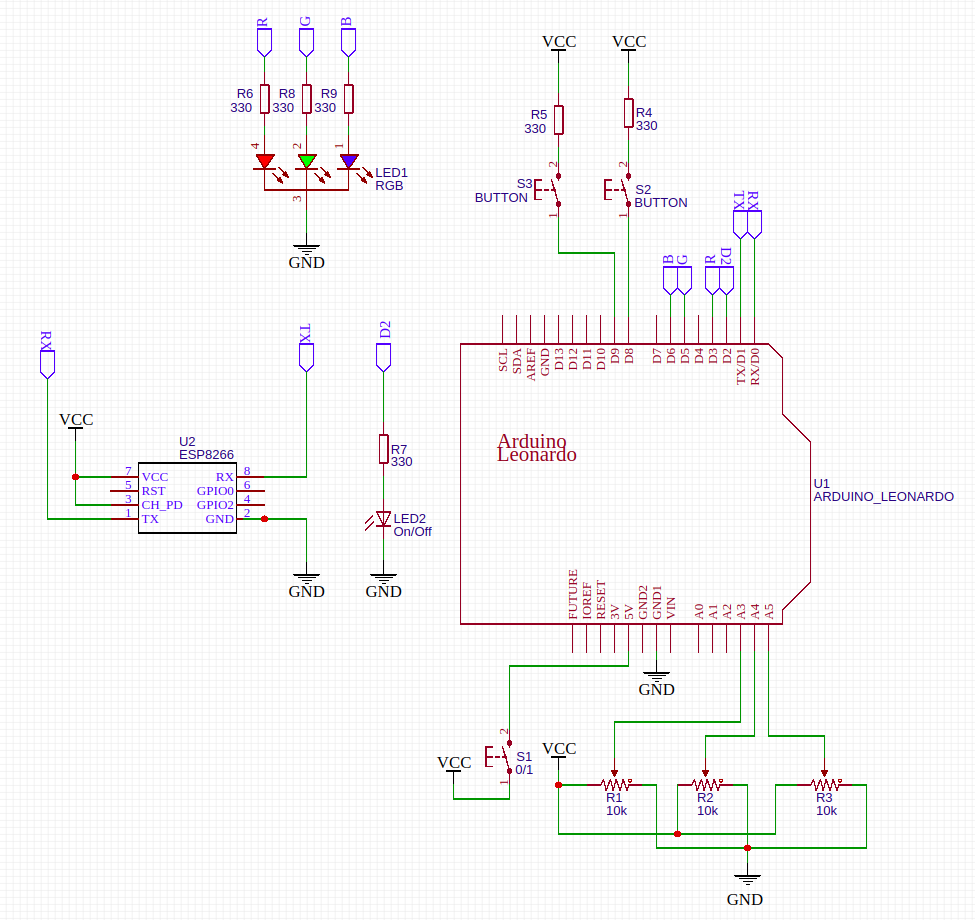 R
G
B
R6
330
R8
330
R9
330
4
2
1
LED1
RGB
3
GND
VCC
VCC
R5
330
R4
330
2
2
S3
BUTTON
S2
BUTTON
1
1
TX
RX
B
G
R
D2
RX
TX
D2
VCC
U2
ESP8266
7
VCC
RX
8
5
RST
GPIO0
6
3
CH_PD
GPIO2
4
1
TX
GND
2
GND
R7
330
LED2
On/Off
GND
SCL
SDA
AREF
GND
D13
D12
D11
D10
D9
D8
D7
D6
D5
D4
D3
D2
TX/D1
RX/D0
Arduino
Leonardo
U1
ARDUINO_LEONARDO
FUTURE
IOREF
RESET
3V
5V
GND2
GND1
VIN
A0
A1
A2
A3
A4
A5
GND
2
S1
0/1
1
VCC
VCC
R1
10k
R2
10k
R3
10k
GND